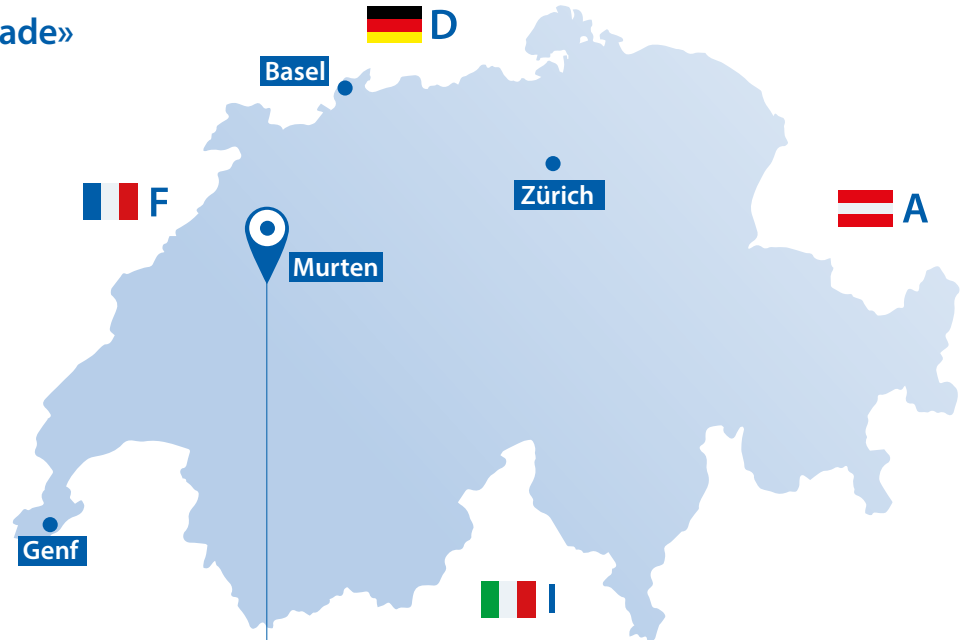 ade»
D
Basel
F
Zürich
A
Murten
Genf
I